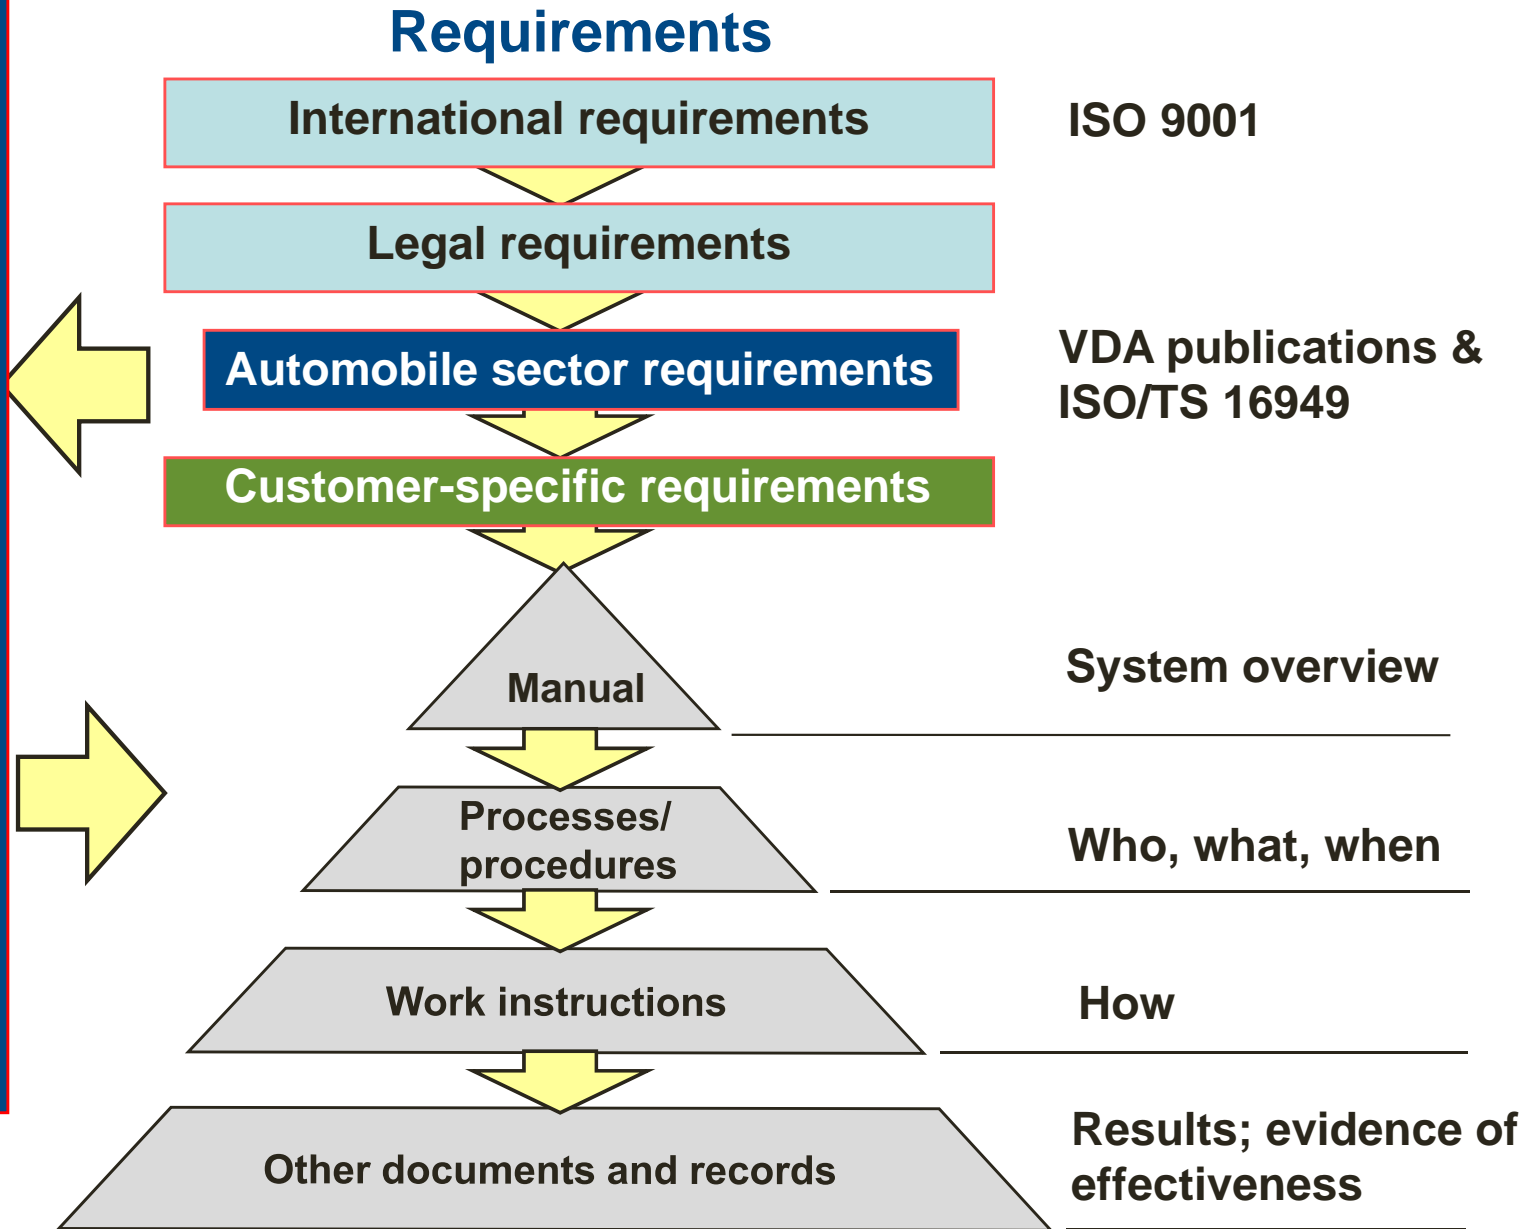 Requirements
International requirements
ISO 9001
Legal requirements
Automobile sector requirements
VDA publications &
ISO/TS 16949
Customer-specific requirements
Manual
System overview
Processes/
procedures
Who, what, when
Work instructions
How
Other documents and records
Results; evidence of
effectiveness